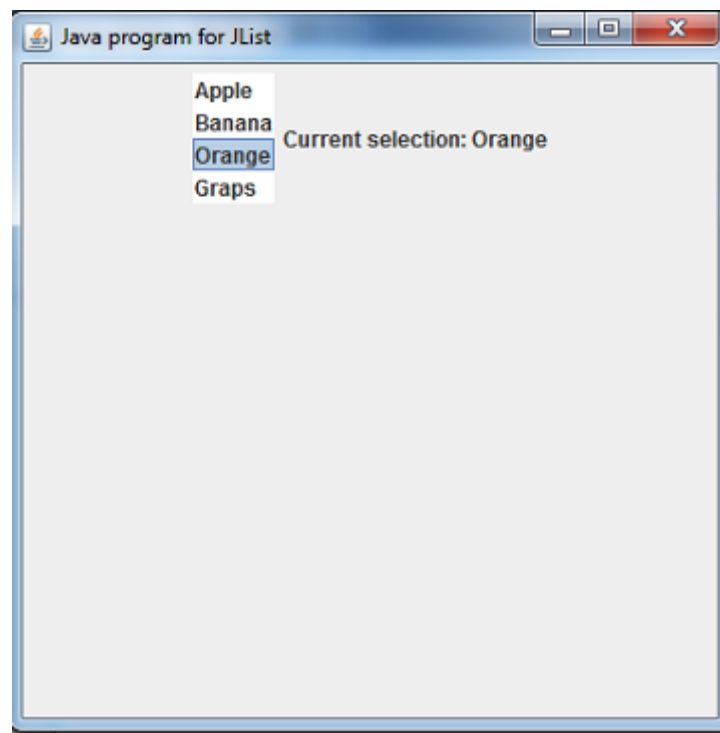 Java program for JList
Apple
Banana
Orange
Graps
Current selection: Orange